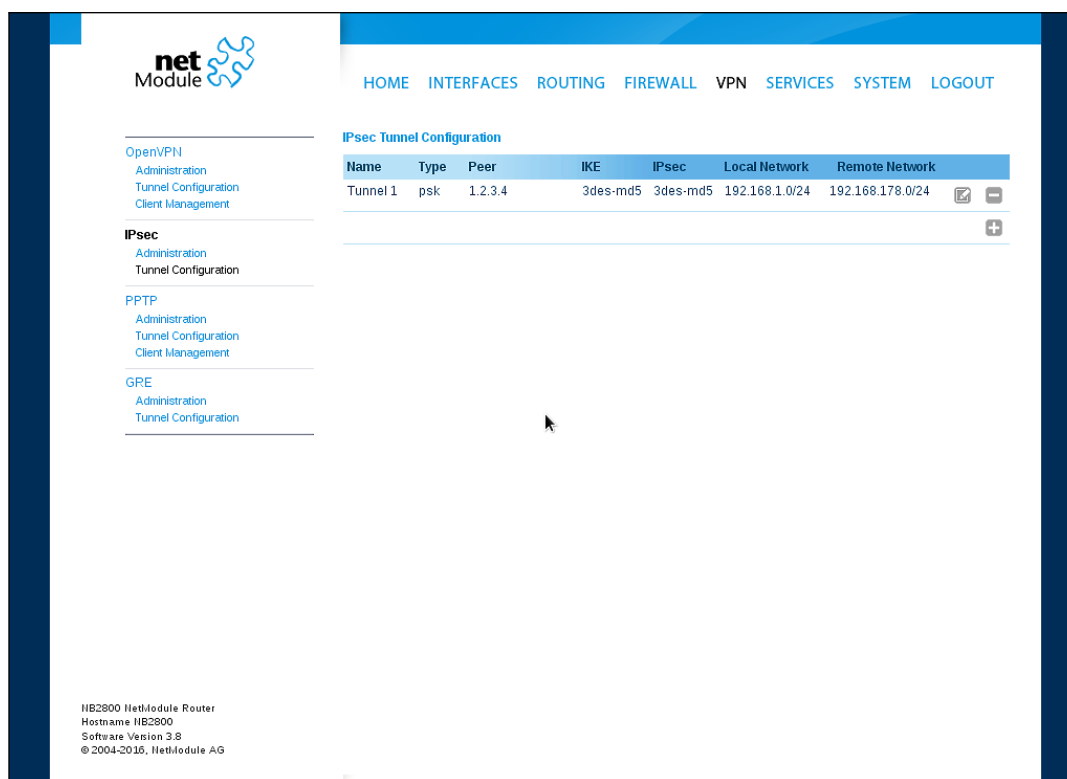 net
Module
HOME INTERFACES ROUTING FIREWALL VPN SERVICES SYSTEM LOGOUT
OpenVPN
Administration
Tunnel Configuration
Client Management
IPsec
Administration
Tunnel Configuration
PPTP
Administration
Tunnel Configuration
Client Management
GRE
Administration
Tunnel Configuration
IPsec Tunnel Configuration
Name Type Peer IKE IPsec Local Network Remote Network
Tunnel 1 psk 1.2.3.4 3des-md5 3des-md5 192.168.1.0/24 192.168.178.0/24
NB2800 NetModule Router
Hostname NB2800
Software Version 3.8
© 2004-2016, NetModule AG